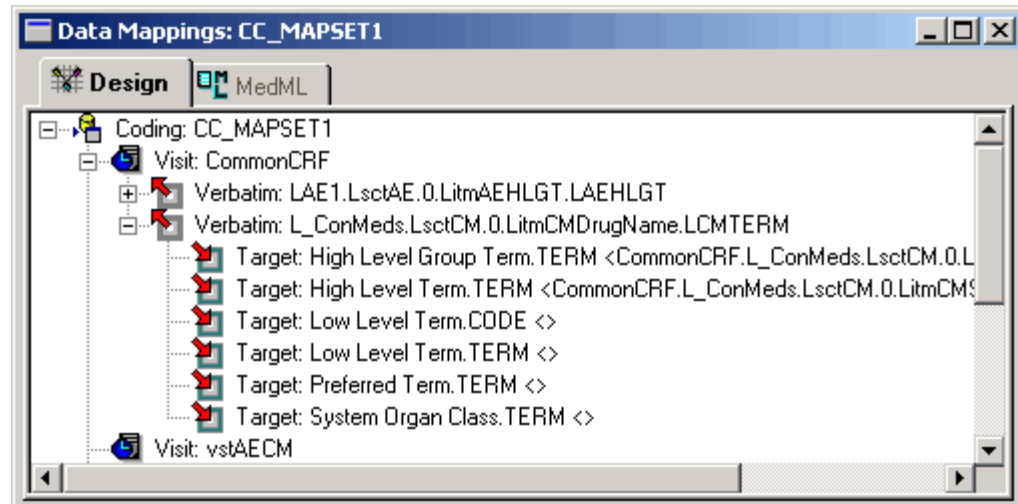 Data Mappings: CC_MAPSET1
Design MedML
Coding: CC_MAPSET1
Visit: CommonCRF
Verbatim: LAE1.LsctAE.0.LitmAEHLGT.LAEHLGT
Verbatim: L_ConMeds.LsctCM.0.LitmCMDrugName.LCMTERM
Target: High Level Group Term.TERM <CommonCRF.L_ConMeds.LsctCM.0.L
Target: High Level Term.TERM <CommonCRF.L_ConMeds.LsctCM.0.LitmCMS
Target: Low Level Term.CODE <>
Target: Low Level Term.TERM <>
Target: Preferred Term.TERM <>
Target: System Organ Class.TERM <>
Visit: vstAECM